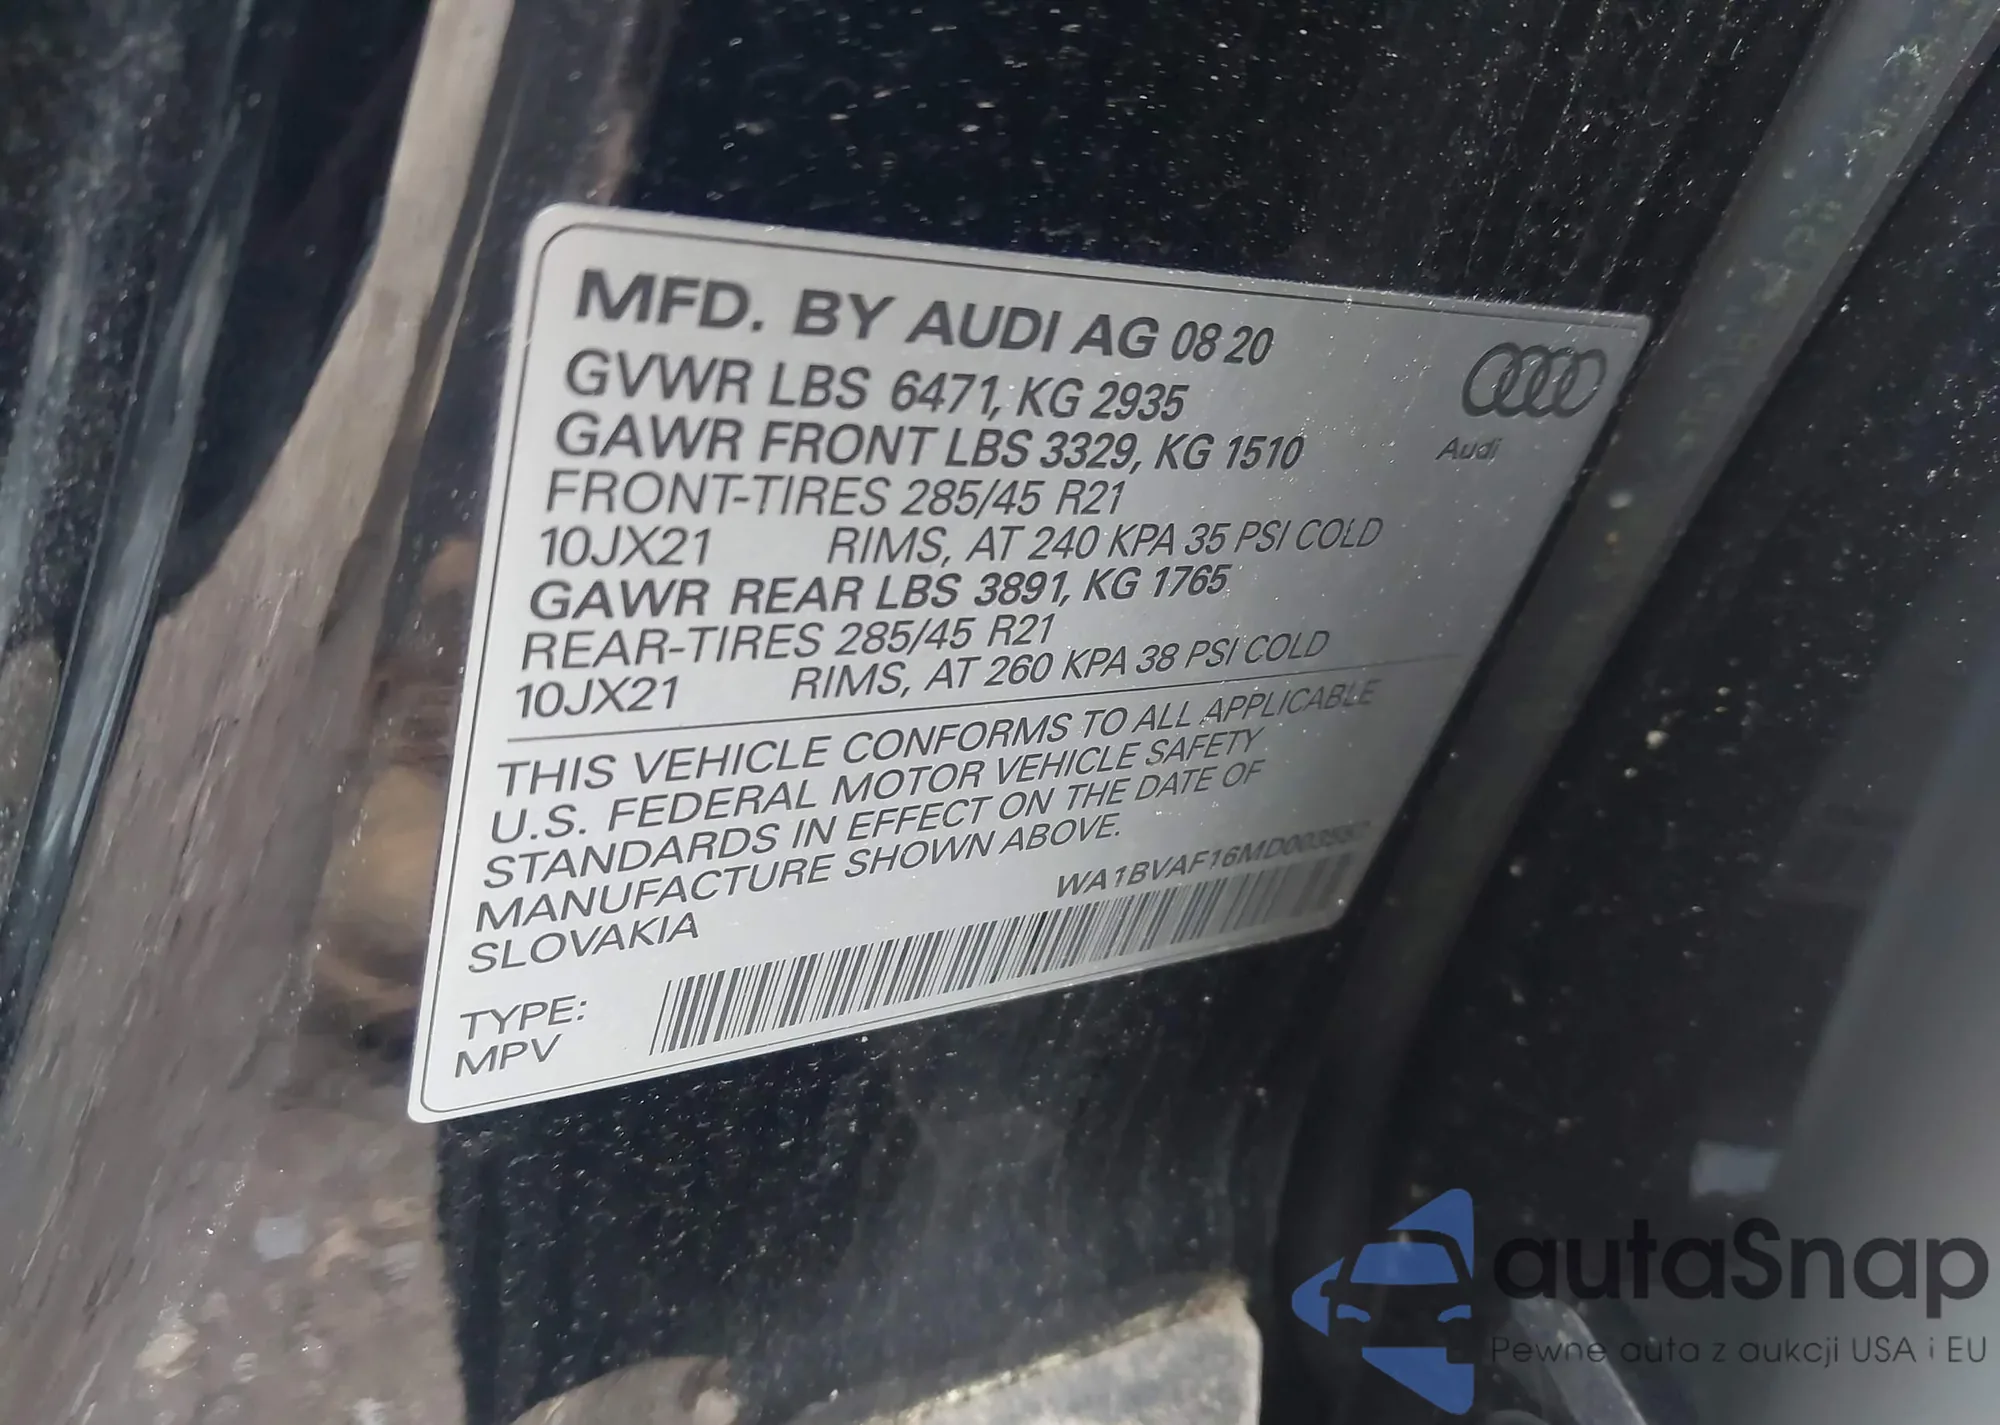 MFD. BY AUDI AG 08 20
GVWR LBS 6471, KG 2935
GAWR FRONT LBS 3329, KG 1510
FRONT-TIRES 285/45 R21
10JX21 RIMS, AT 240 KPA 35 PSI COLD
GAWR REAR LBS 3891, KG 1765
REAR-TIRES 285/45 R21
10JX21 RIMS, AT 260 KPA 38 PSI COLD
Audi
THIS VEHICLE CONFORMS TO ALL APPLICABLE
U.S. FEDERAL MOTOR VEHICLE SAFETY
STANDARDS IN EFFECT ON THE DATE OF
MANUFACTURE SHOWN ABOVE.
SLOVAKIA
TYPE:
MPV
autaSnap
Pewne auta z aukcji USA i EU